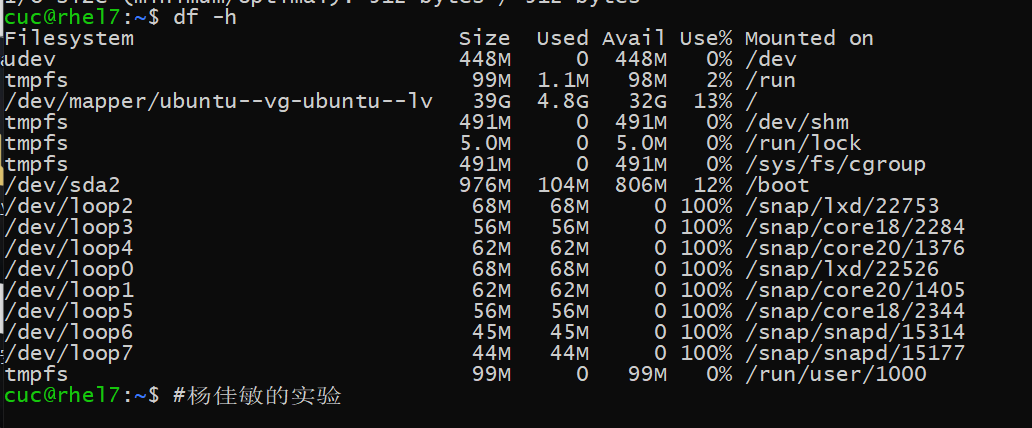 I/O size (minimum/optimal): 512 bytes / 512 bytes
cuc@rhel7:~$ df -h
Filesystem                         Size  Used Avail Use% Mounted on
udev                               448M     0  448M   0% /dev
tmpfs                               99M  1.1M   98M   2% /run
/dev/mapper/ubuntu--vg-ubuntu--lv   39G  4.8G   32G  13% /
tmpfs                              491M     0  491M   0% /dev/shm
tmpfs                              5.0M     0  5.0M   0% /run/lock
tmpfs                              491M     0  491M   0% /sys/fs/cgroup
/dev/sda2                          976M  104M  806M  12% /boot
/dev/loop2                          68M   68M     0 100% /snap/lxd/22753
/dev/loop3                          56M   56M     0 100% /snap/core18/2284
/dev/loop4                          62M   62M     0 100% /snap/core20/1376
/dev/loop0                          68M   68M     0 100% /snap/lxd/22526
/dev/loop1                          62M   62M     0 100% /snap/core20/1405
/dev/loop5                          56M   56M     0 100% /snap/core18/2344
/dev/loop6                          45M   45M     0 100% /snap/snapd/15314
/dev/loop7                          44M   44M     0 100% /snap/snapd/15177
tmpfs                               99M     0   99M   0% /run/user/1000
cuc@rhel7:~$ #杨佳敏的实验